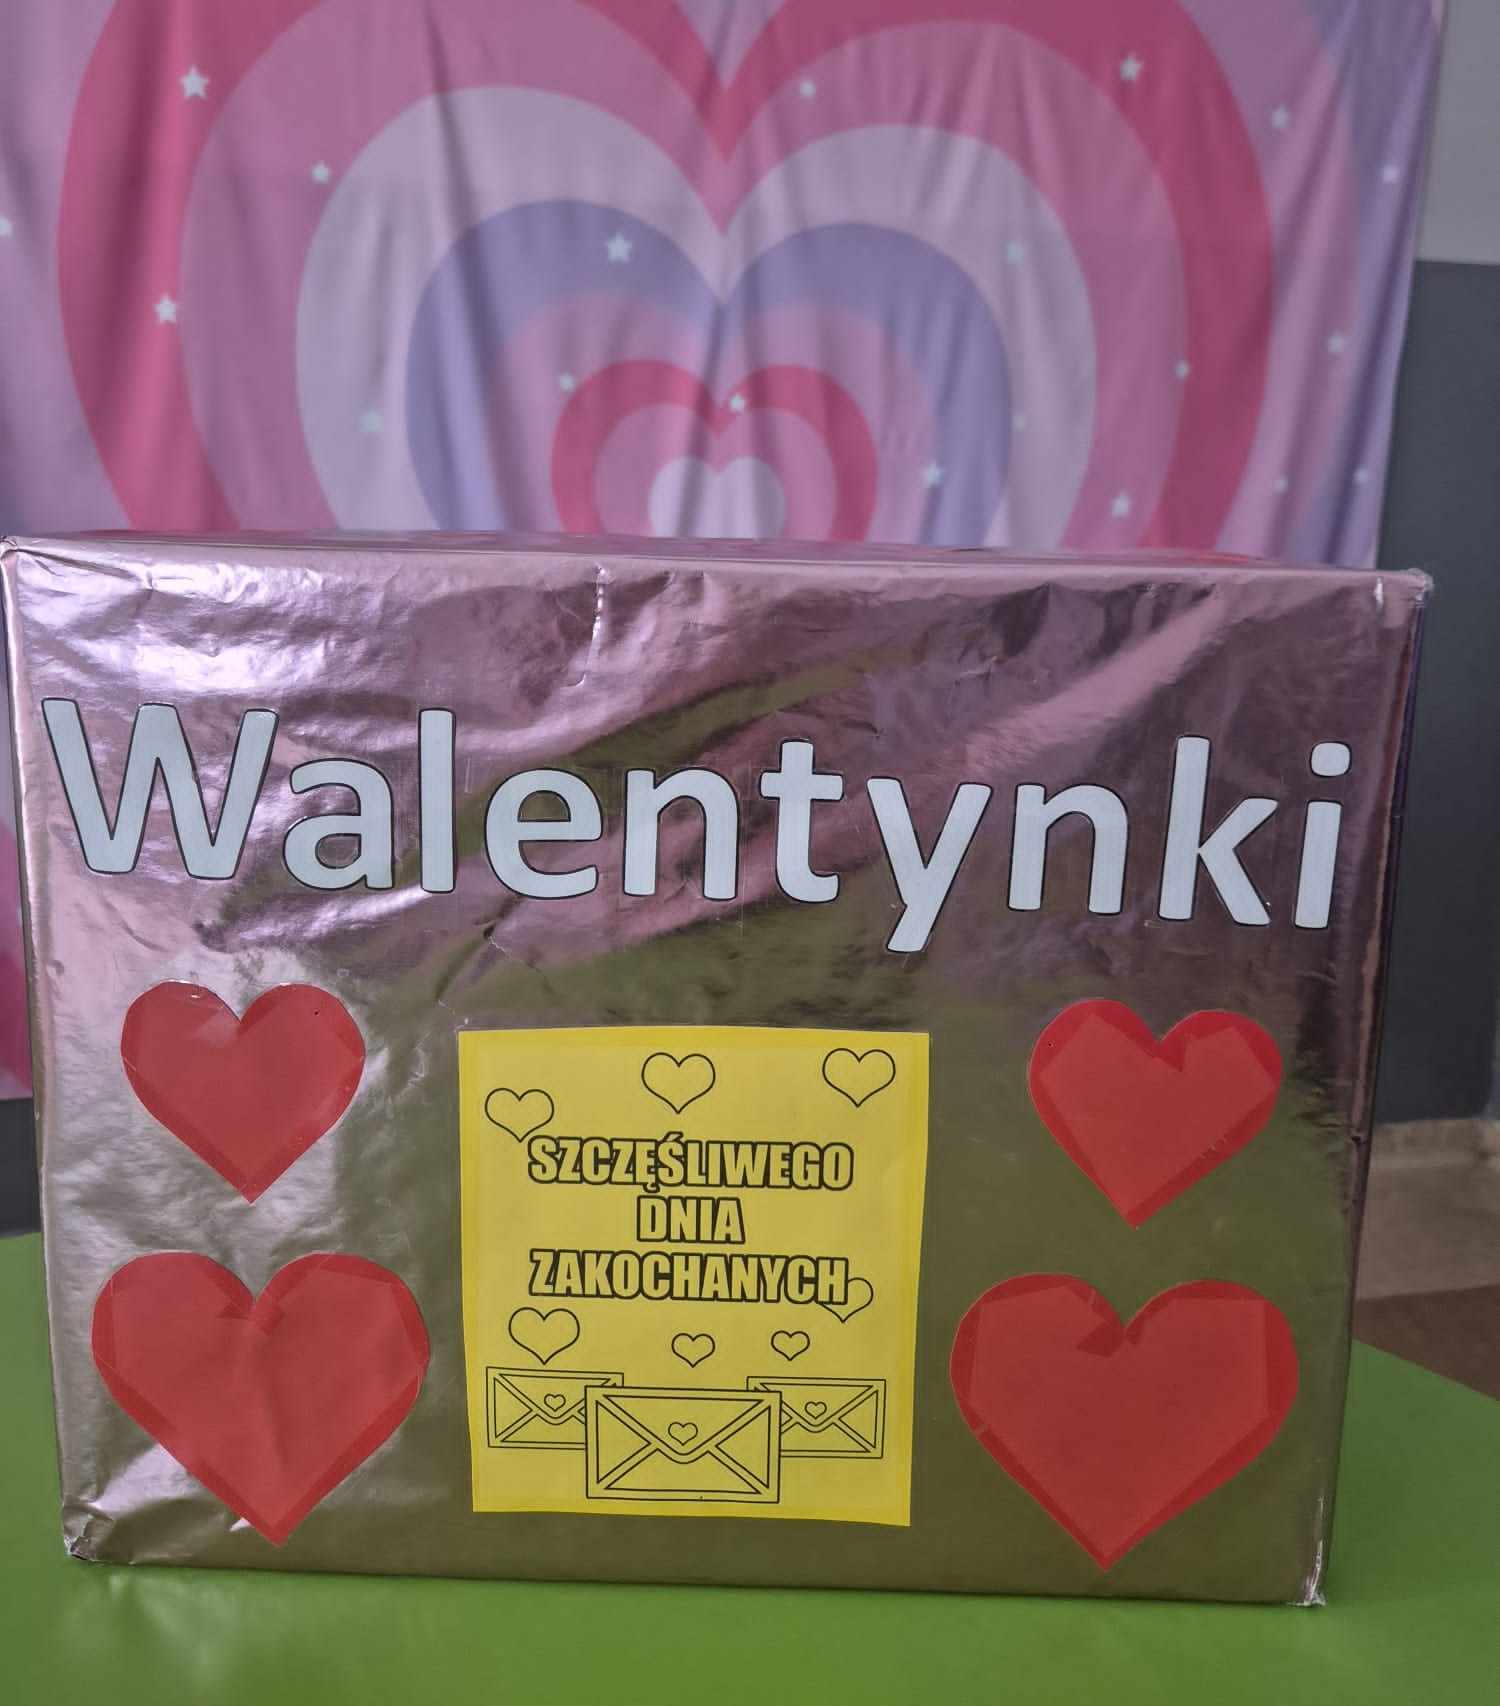 Walentynki
SZCZĘŚLIWEGO
DNIA
ZAKOCHANYCH